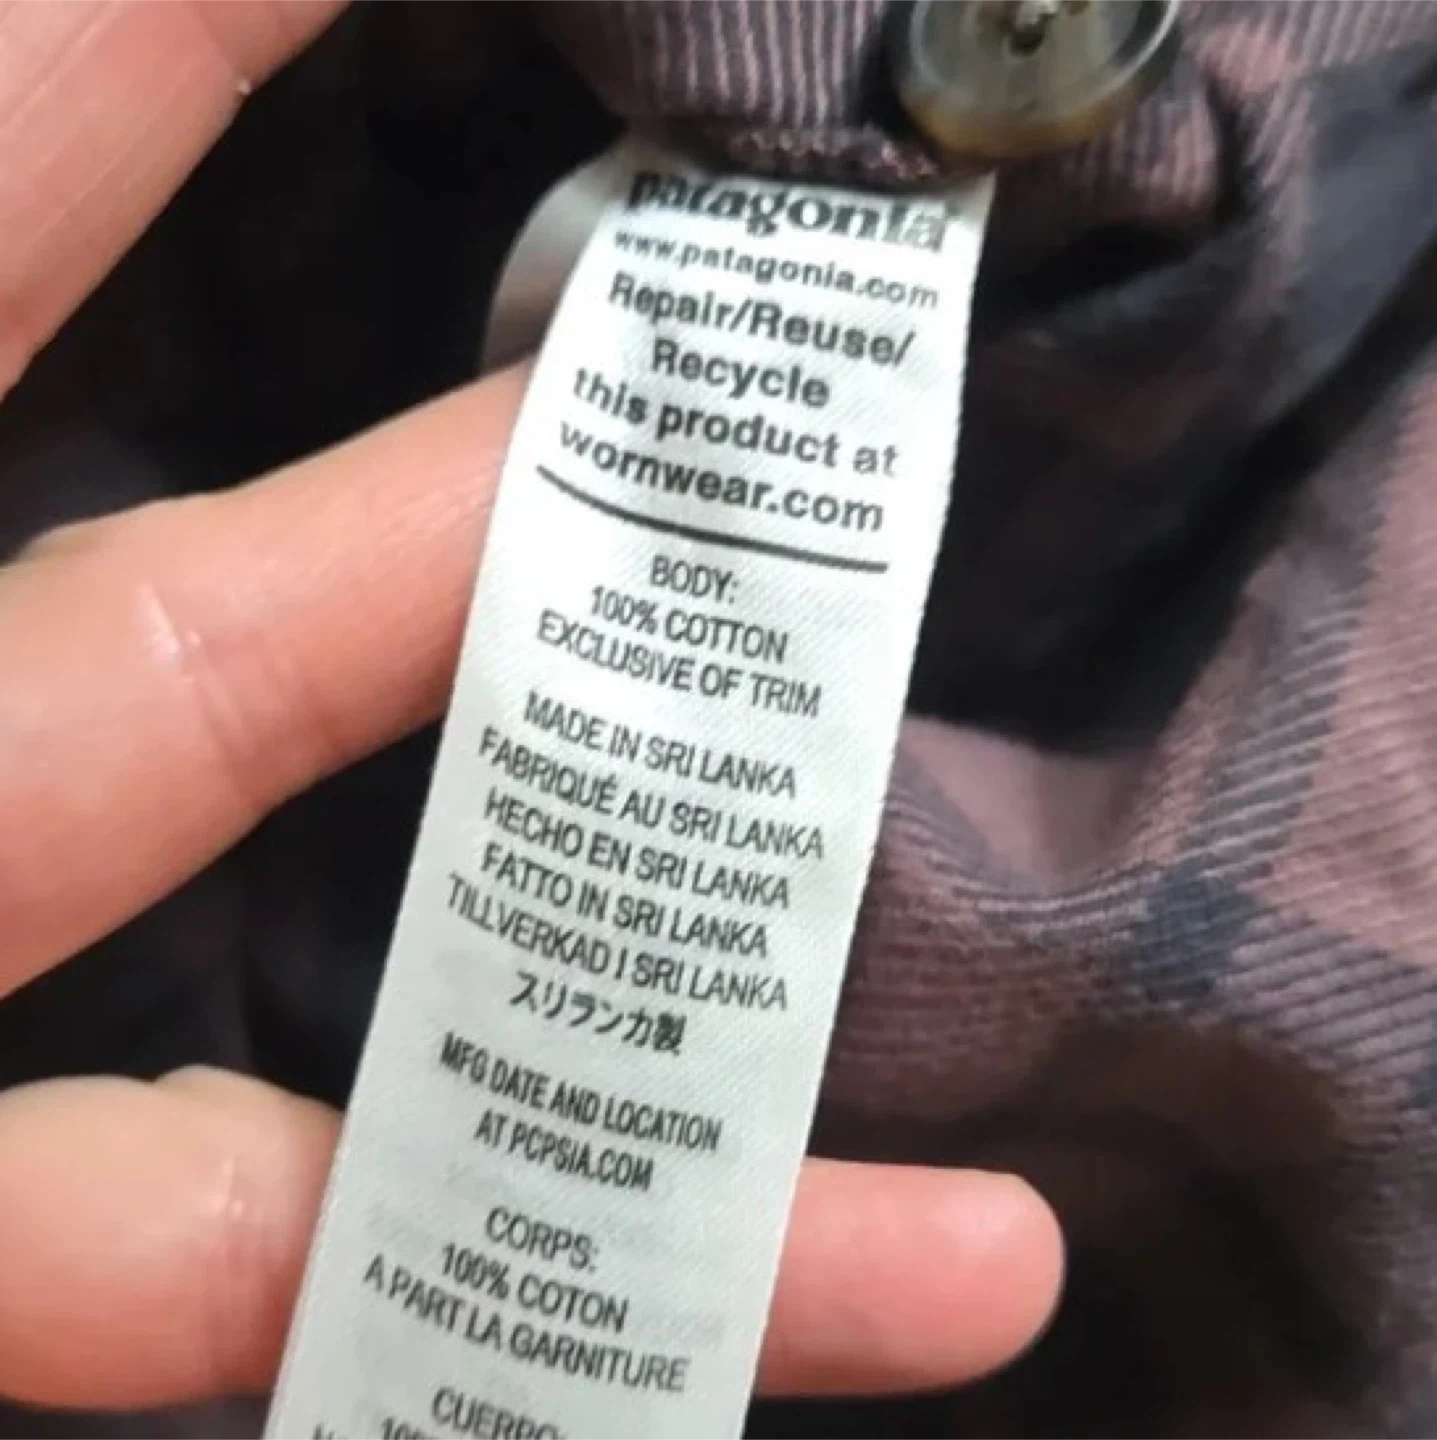 patagonia
www.patagonia.com
Repair/Reuse/
Recycle
this product at
wornwear.com
BODY:
100% COTTON
EXCLUSIVE OF TRIM
MADE IN SRI LANKA
FABRIQUÉ AU SRI LANKA
HECHO EN SRI LANKA
FATTO IN SRI LANKA
TILLVERKAD I SRI LANKA
スリランカ製
MFG DATE AND LOCATION
AT PCPSIA.COM
CORPS:
100% COTON
A PART LA GARNITURE
CUERPO: